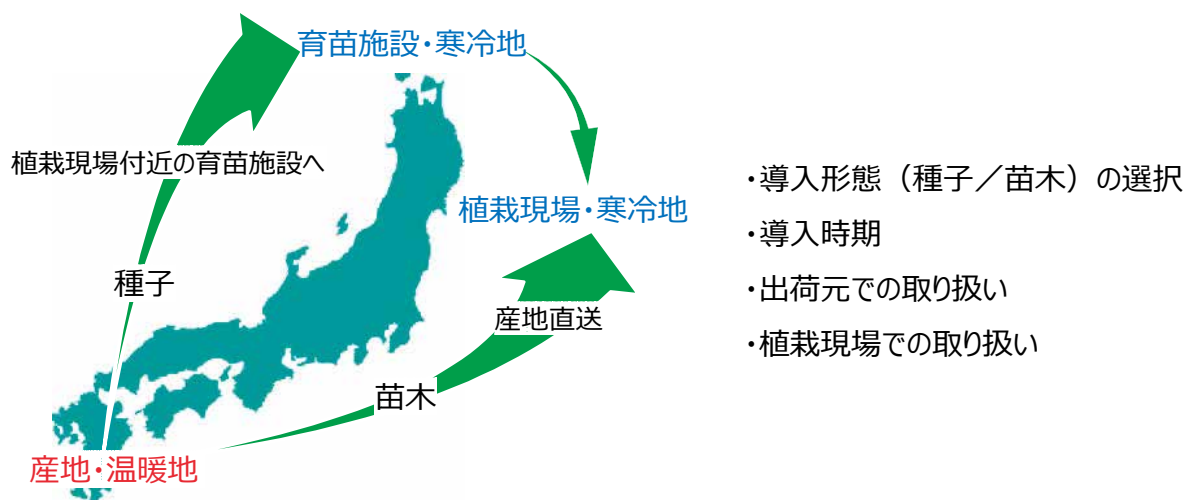 育苗施設・寒冷地
植栽現場付近の育苗施設へ
植栽現場・寒冷地
種子
産地直送
苗木
産地・温暖地
・導入形態（種子／苗木）の選択
・導入時期
・出荷元での取り扱い
・植栽現場での取り扱い